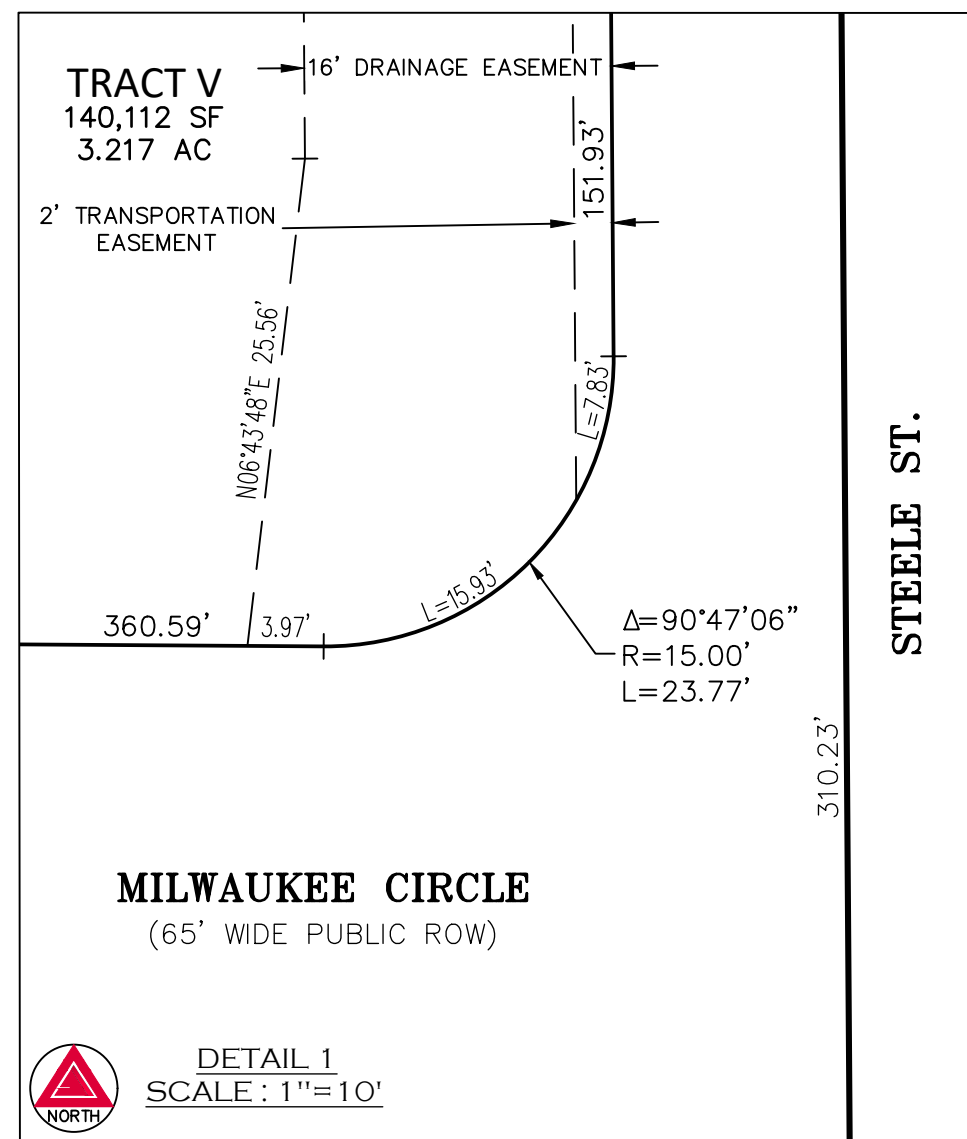 TRACT V
140,112 SF
3.217 AC
16' DRAINAGE EASEMENT
151.93'
2' TRANSPORTATION
EASEMENT
N06°43'48"E 25.56'
L=7.83'
L=15.93'
360.59'
3.97'
Δ=90°47'06"
R=15.00'
L=23.77'
STEELE ST.
310.23'
MILWAUKEE CIRCLE
(65' WIDE PUBLIC ROW)
NORTH
DETAIL 1
SCALE : 1"=10'